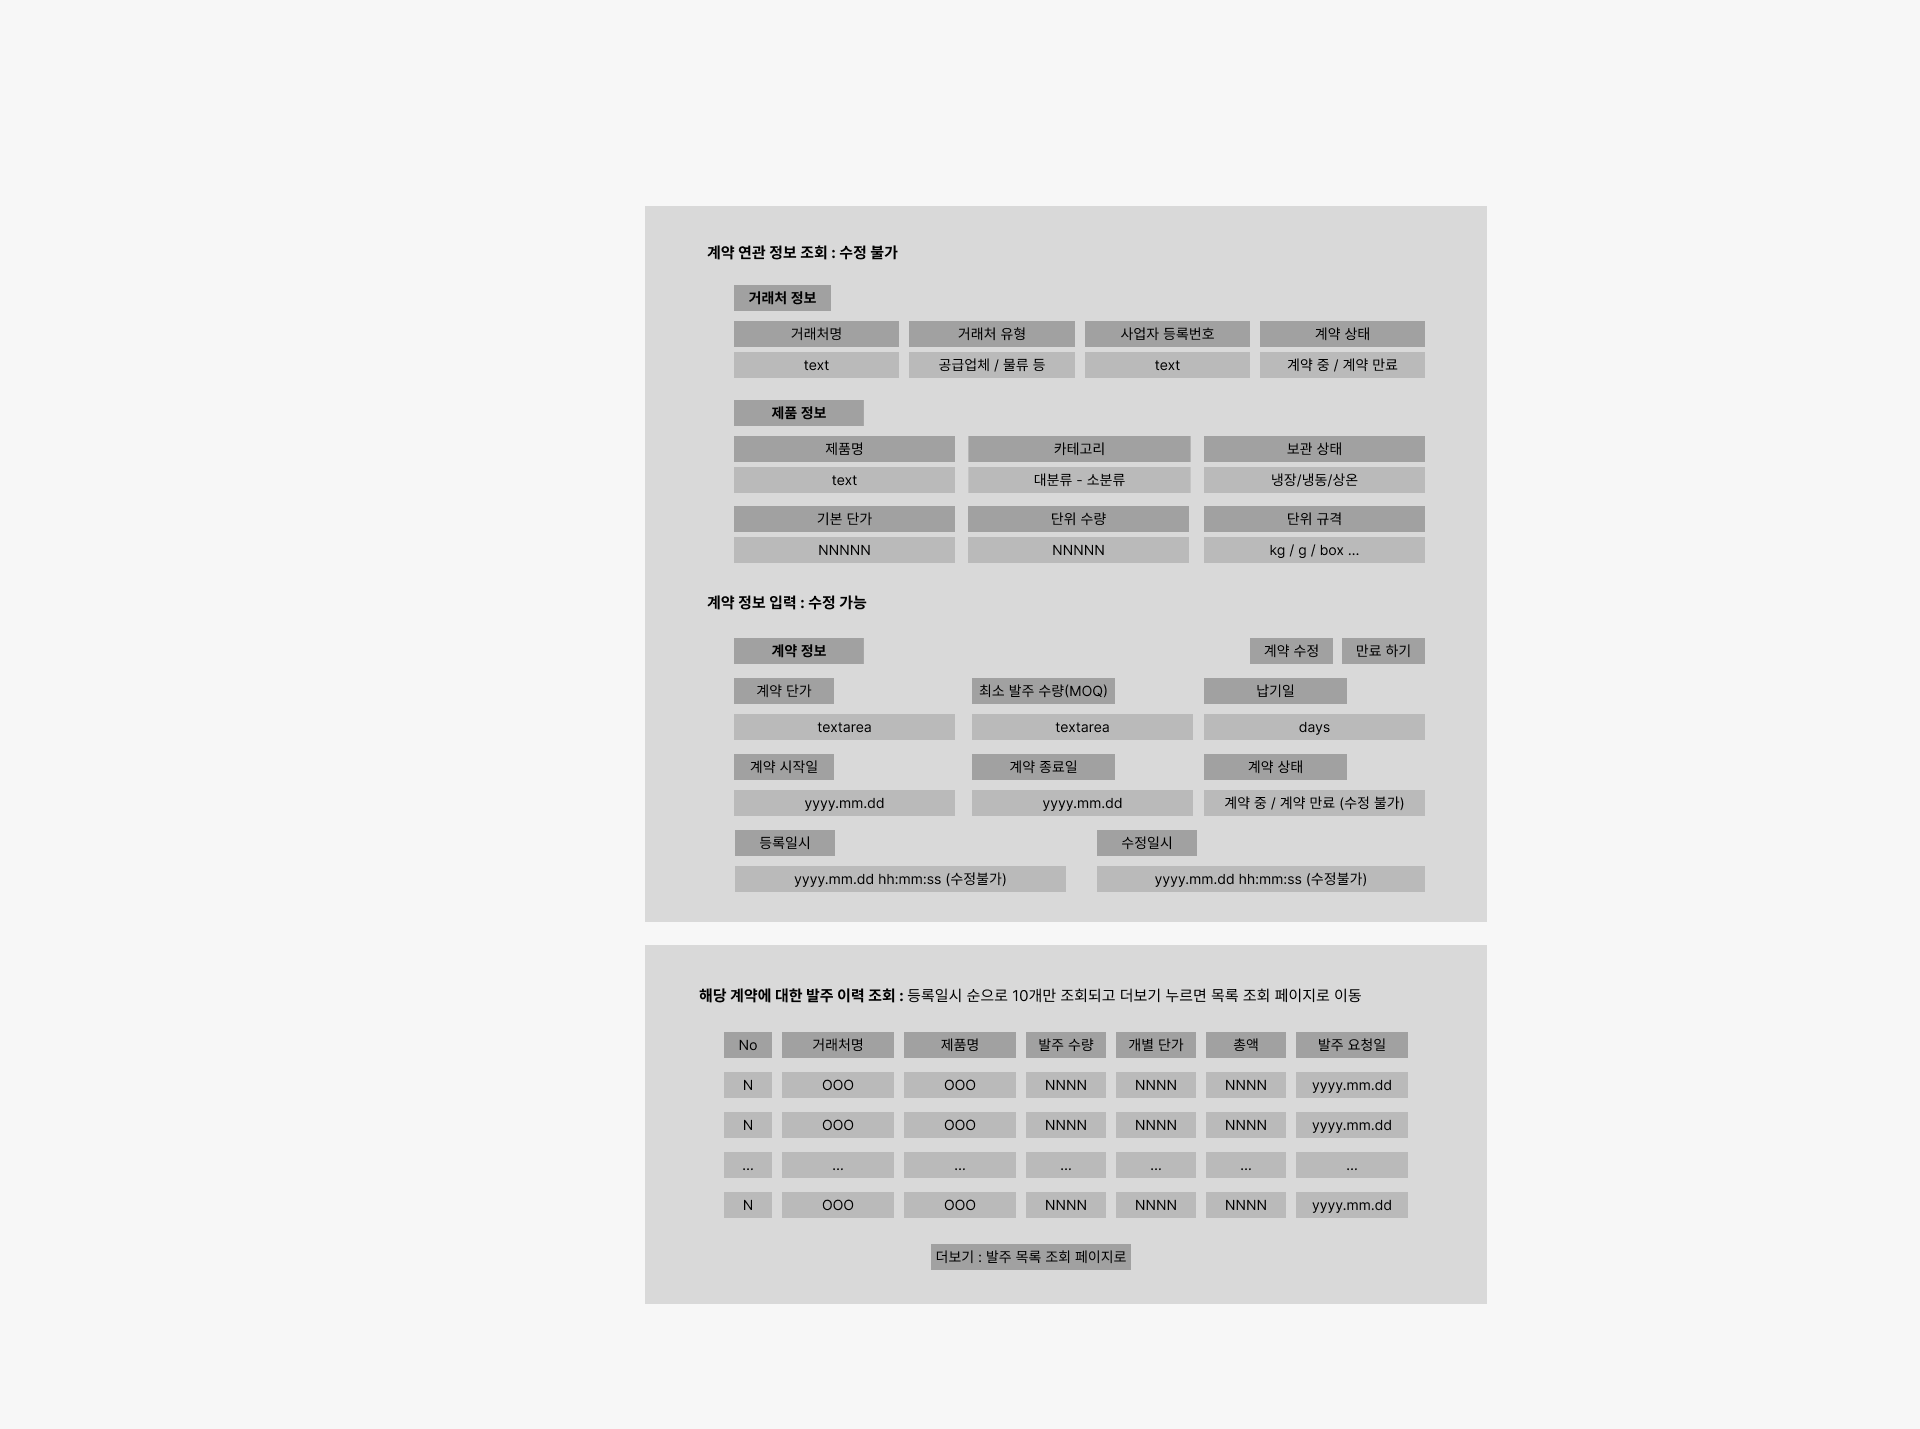 계약 연관 정보 조회 : 수정 불가
거래처 정보
거래처명 거래처 유형 사업자 등록번호 계약 상태
text 공급업체 / 물류 등 text 계약 중 / 계약 만료
제품 정보
제품명 카테고리 보관 상태
text 대분류 - 소분류 냉장/냉동/상온
기본 단가 단위 수량 단위 규격
NNNNN NNNNN kg / g / box ...
계약 정보 입력 : 수정 가능
계약 정보 계약 수정 만료 하기
계약 단가 최소 발주 수량(MOQ) 납기일
textarea textarea days
계약 시작일 계약 종료일 계약 상태
yyyy.mm.dd yyyy.mm.dd 계약 중 / 계약 만료 (수정 불가)
등록일시 수정일시
yyyy.mm.dd hh:mm:ss (수정불가) yyyy.mm.dd hh:mm:ss (수정불가)
해당 계약에 대한 발주 이력 조회 : 등록일시 순으로 10개만 조회되고 더보기 누르면 목록 조회 페이지로 이동
No 거래처명 제품명 발주 수량 개별 단가 총액 발주 요청일
N OOO OOO NNNN NNNN NNNN yyyy.mm.dd
N OOO OOO NNNN NNNN NNNN yyyy.mm.dd
... ... ... ... ... ... ...
N OOO OOO NNNN NNNN NNNN yyyy.mm.dd
더보기 : 발주 목록 조회 페이지로